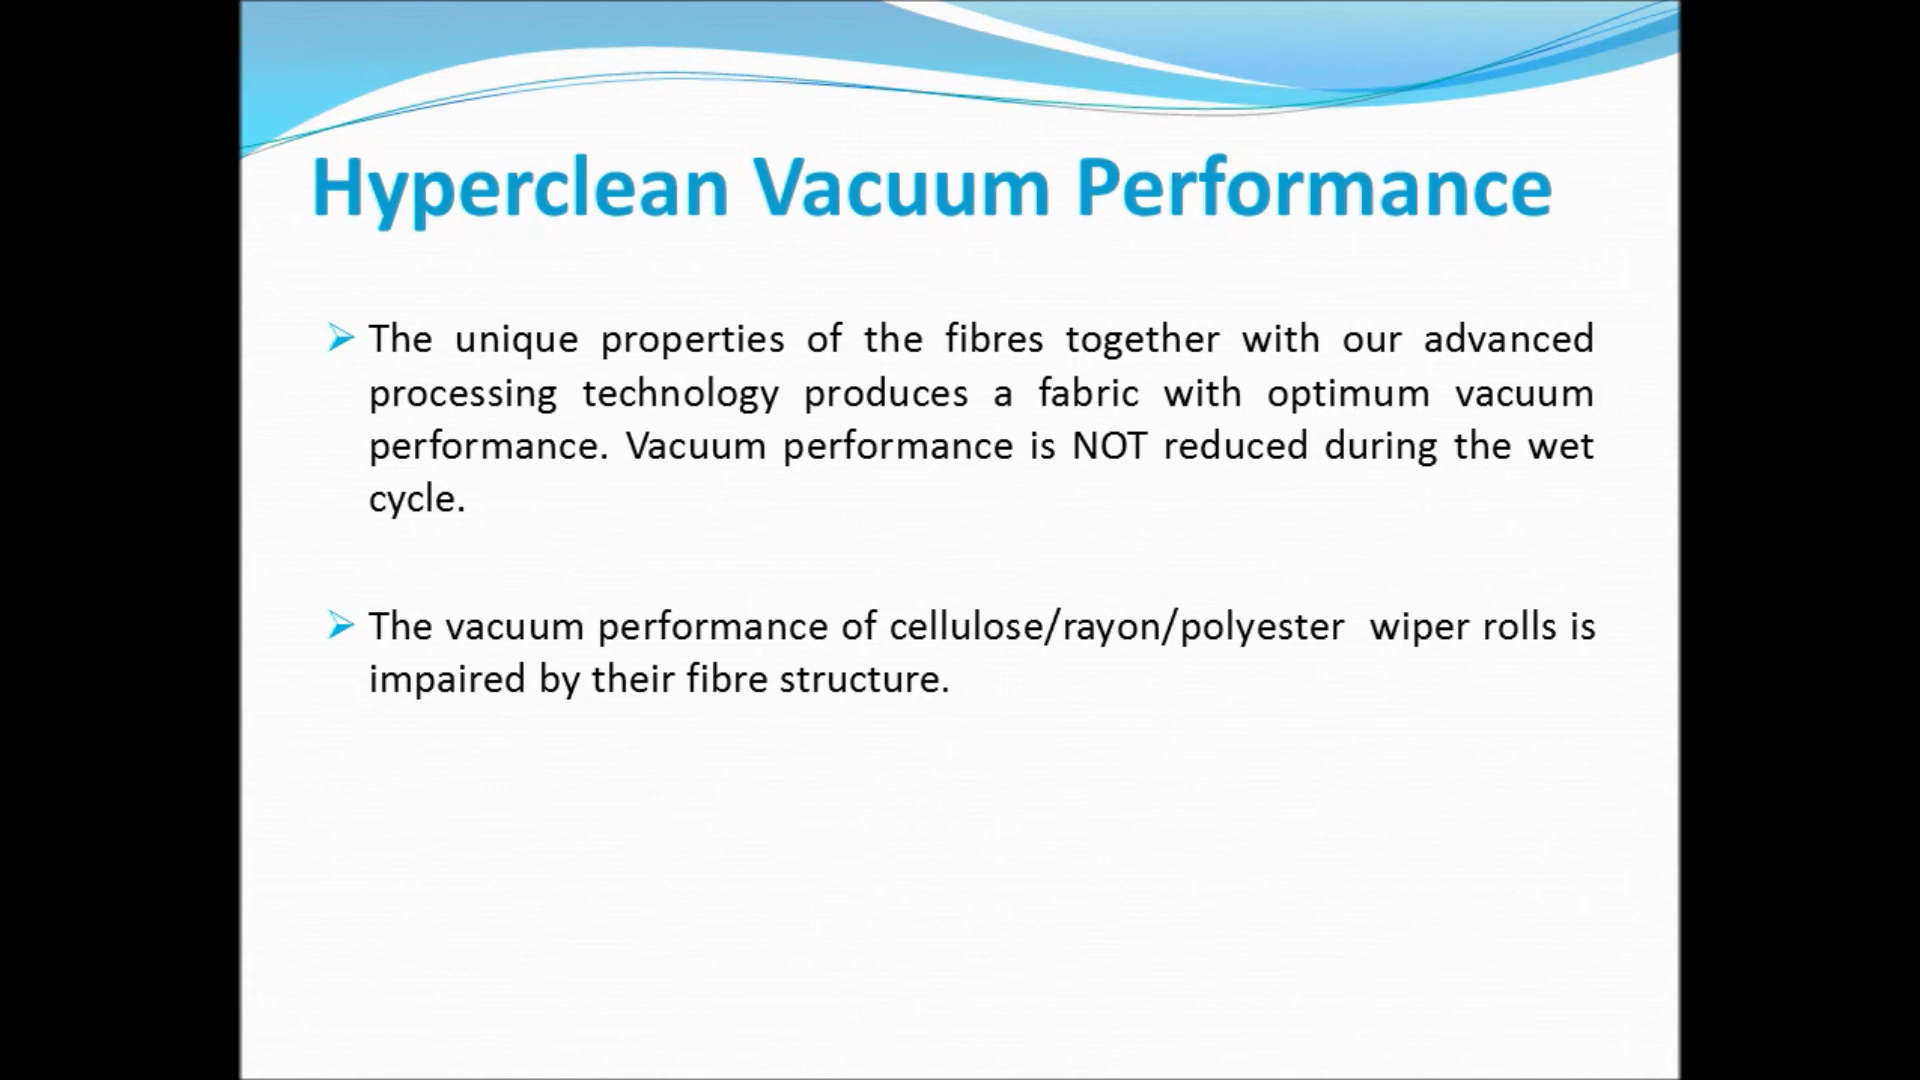 Hyperclean Vacuum Performance
The unique properties of the fibres together with our advanced
processing technology produces a fabric with optimum vacuum
performance. Vacuum performance is NOT reduced during the wet
cycle.
The vacuum performance of cellulose/rayon/polyester wiper rolls is
impaired by their fibre structure.